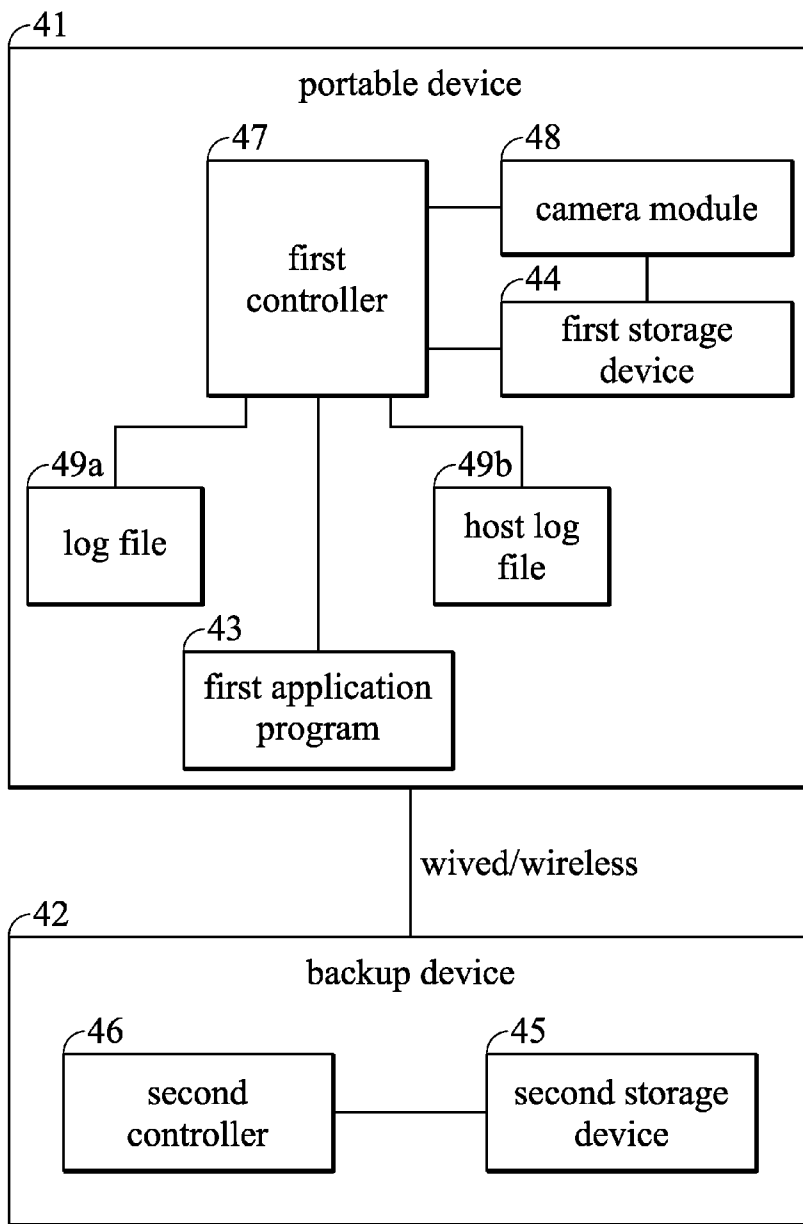 41
portable device
47
48
first
controller
camera module
44
first storage
device
49a
49b
log file
host log
file
43
first application
program
wived/wireless
42
backup device
46
45
second
controller
second storage
device